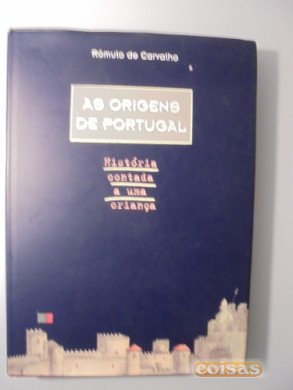 Rómulo de Carvalho
AS ORIGENS
DE PORTUGAL
História
contada
a uma
criança
coisas